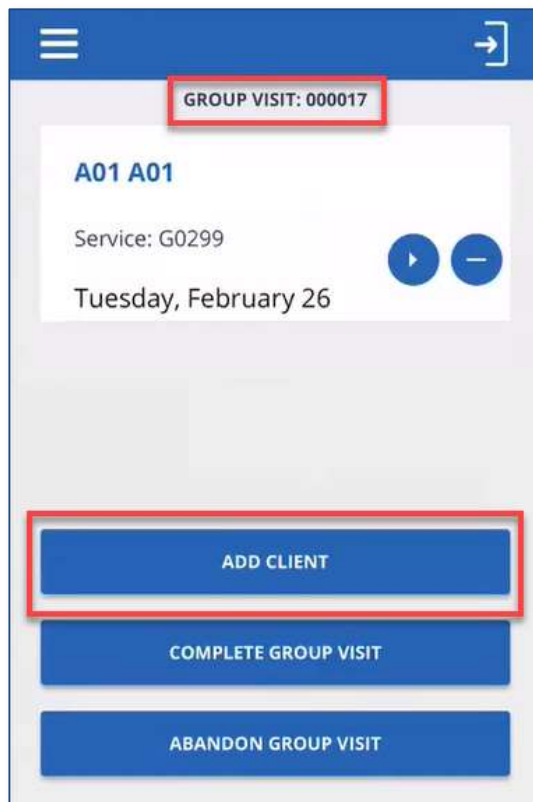 GROUP VISIT: 000017
A01 A01
Service: G0299
Tuesday, February 26
ADD CLIENT
COMPLETE GROUP VISIT
ABANDON GROUP VISIT